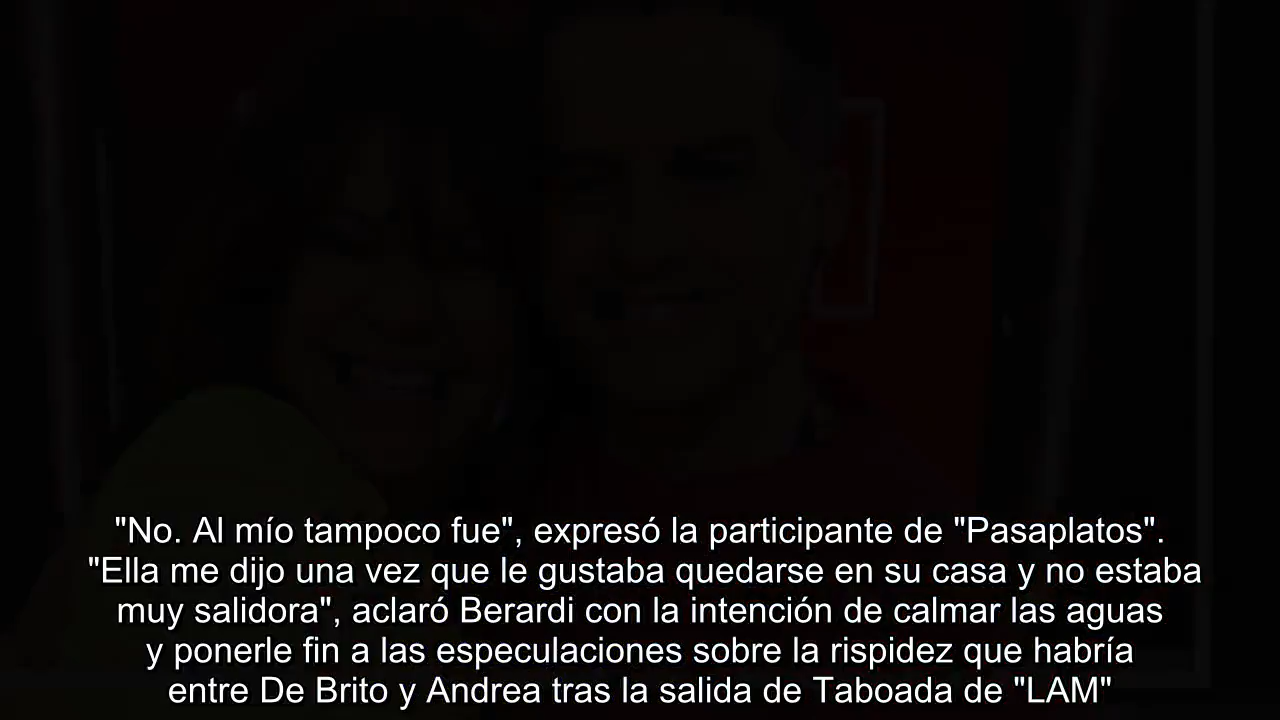 "No. Al mío tampoco fue", expresó la participante de "Pasaplatos".
"Ella me dijo una vez que le gustaba quedarse en su casa y no estaba
muy salidora", aclaró Berardi con la intención de calmar las aguas
y ponerle fin a las especulaciones sobre la rispidez que habría
entre De Brito y Andrea tras la salida de Taboada de "LAM"